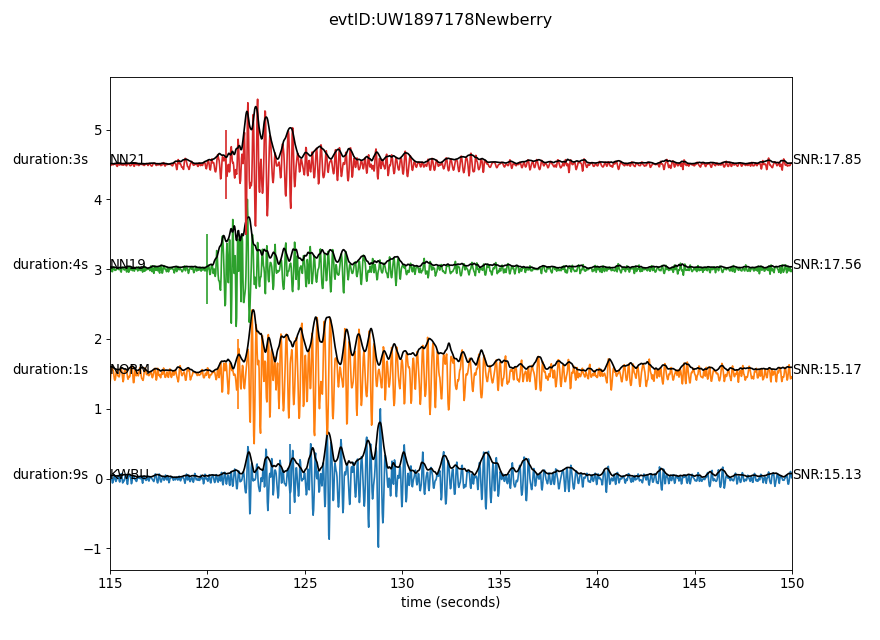 evtID:UW1897178Newberry
5
duration:3s NN21 SNR:17.85
4
duration:4s 3 NN19 SNR:17.56
2
duration:1s NORM SNR:15.17
1
duration:9s 0 KWBU SNR:15.13
−1
115 120 125 130 135 140 145 150
time (seconds)